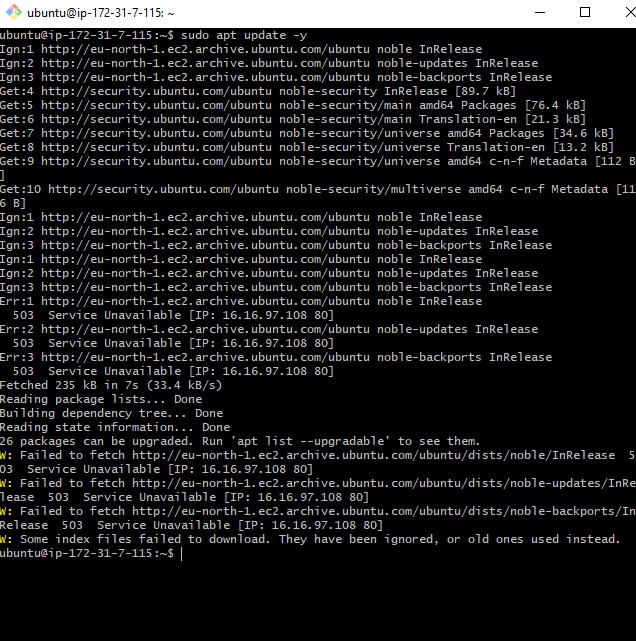 ubuntu@ip-172-31-7-115: ~
ubuntu@ip-172-31-7-115:~$ sudo apt update -y
Ign:1 http://eu-north-1.ec2.archive.ubuntu.com/ubuntu noble InRelease
Ign:2 http://eu-north-1.ec2.archive.ubuntu.com/ubuntu noble-updates InRelease
Ign:3 http://eu-north-1.ec2.archive.ubuntu.com/ubuntu noble-backports InRelease
Get:4 http://security.ubuntu.com/ubuntu noble-security InRelease [89.7 kB]
Get:5 http://security.ubuntu.com/ubuntu noble-security/main amd64 Packages [76.4 kB]
Get:6 http://security.ubuntu.com/ubuntu noble-security/main Translation-en [21.3 kB]
Get:7 http://security.ubuntu.com/ubuntu noble-security/universe amd64 Packages [34.6 kB]
Get:8 http://security.ubuntu.com/ubuntu noble-security/universe Translation-en [13.2 kB]
Get:9 http://security.ubuntu.com/ubuntu noble-security/universe amd64 c-n-f Metadata [112 B
]
Get:10 http://security.ubuntu.com/ubuntu noble-security/multiverse amd64 c-n-f Metadata [11
6 B]
Ign:1 http://eu-north-1.ec2.archive.ubuntu.com/ubuntu noble InRelease
Ign:2 http://eu-north-1.ec2.archive.ubuntu.com/ubuntu noble-updates InRelease
Ign:3 http://eu-north-1.ec2.archive.ubuntu.com/ubuntu noble-backports InRelease
Ign:1 http://eu-north-1.ec2.archive.ubuntu.com/ubuntu noble InRelease
Ign:2 http://eu-north-1.ec2.archive.ubuntu.com/ubuntu noble-updates InRelease
Ign:3 http://eu-north-1.ec2.archive.ubuntu.com/ubuntu noble-backports InRelease
Err:1 http://eu-north-1.ec2.archive.ubuntu.com/ubuntu noble InRelease
  503  Service Unavailable [IP: 16.16.97.108 80]
Err:2 http://eu-north-1.ec2.archive.ubuntu.com/ubuntu noble-updates InRelease
  503  Service Unavailable [IP: 16.16.97.108 80]
Err:3 http://eu-north-1.ec2.archive.ubuntu.com/ubuntu noble-backports InRelease
  503  Service Unavailable [IP: 16.16.97.108 80]
Fetched 235 kB in 7s (33.4 kB/s)
Reading package lists... Done
Building dependency tree... Done
Reading state information... Done
26 packages can be upgraded. Run 'apt list --upgradable' to see them.
W: Failed to fetch http://eu-north-1.ec2.archive.ubuntu.com/ubuntu/dists/noble/InRelease  5
03  Service Unavailable [IP: 16.16.97.108 80]
W: Failed to fetch http://eu-north-1.ec2.archive.ubuntu.com/ubuntu/dists/noble-updates/InRe
lease  503  Service Unavailable [IP: 16.16.97.108 80]
W: Failed to fetch http://eu-north-1.ec2.archive.ubuntu.com/ubuntu/dists/noble-backports/In
Release  503  Service Unavailable [IP: 16.16.97.108 80]
W: Some index files failed to download. They have been ignored, or old ones used instead.
ubuntu@ip-172-31-7-115:~$